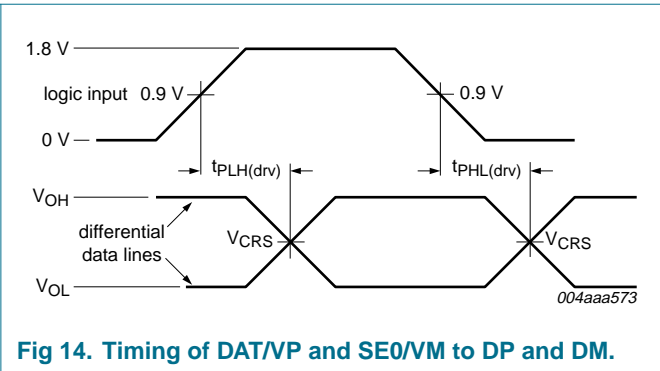 1.8 V
logic input 0.9 V
0.9 V
0 V
tPLH(drv)
tPHL(drv)
VOH
differential
data lines
VCRS
VCRS
VOL
004aaa573
Fig 14. Timing of DAT/VP and SE0/VM to DP and DM.